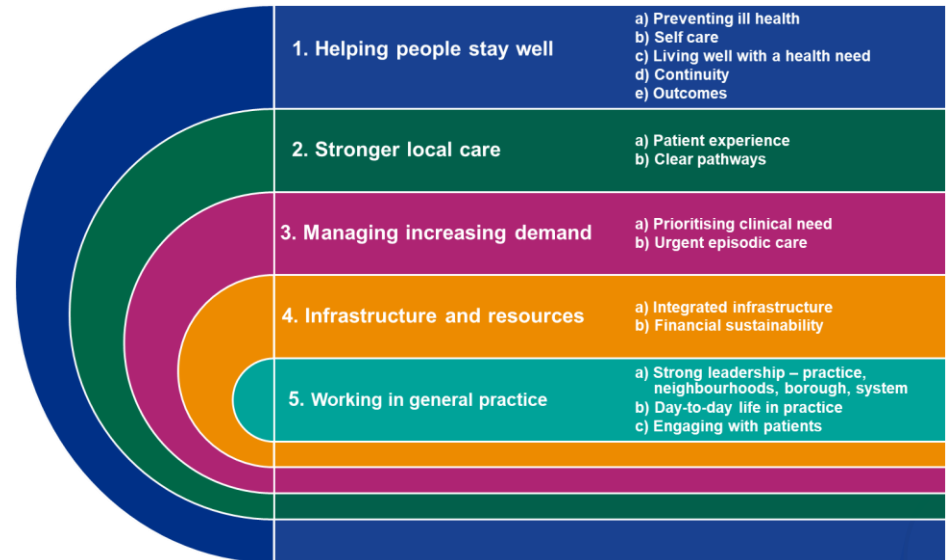 1. Helping people stay well
a) Preventing ill health
b) Self care
c) Living well with a health need
d) Continuity
e) Outcomes
2. Stronger local care
a) Patient experience
b) Clear pathways
3. Managing increasing demand
a) Prioritising clinical need
b) Urgent episodic care
4. Infrastructure and resources
a) Integrated infrastructure
b) Financial sustainability
5. Working in general practice
a) Strong leadership – practice,
neighbourhoods, borough, system
b) Day-to-day life in practice
c) Engaging with patients